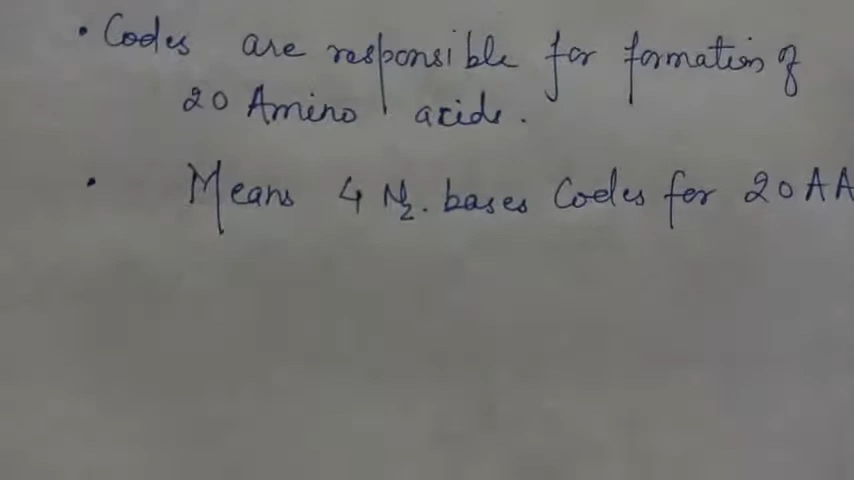 • Codes are responsible for formation of
20 Amino acids.
• Means 4 N2. bases Codes for 20 AA